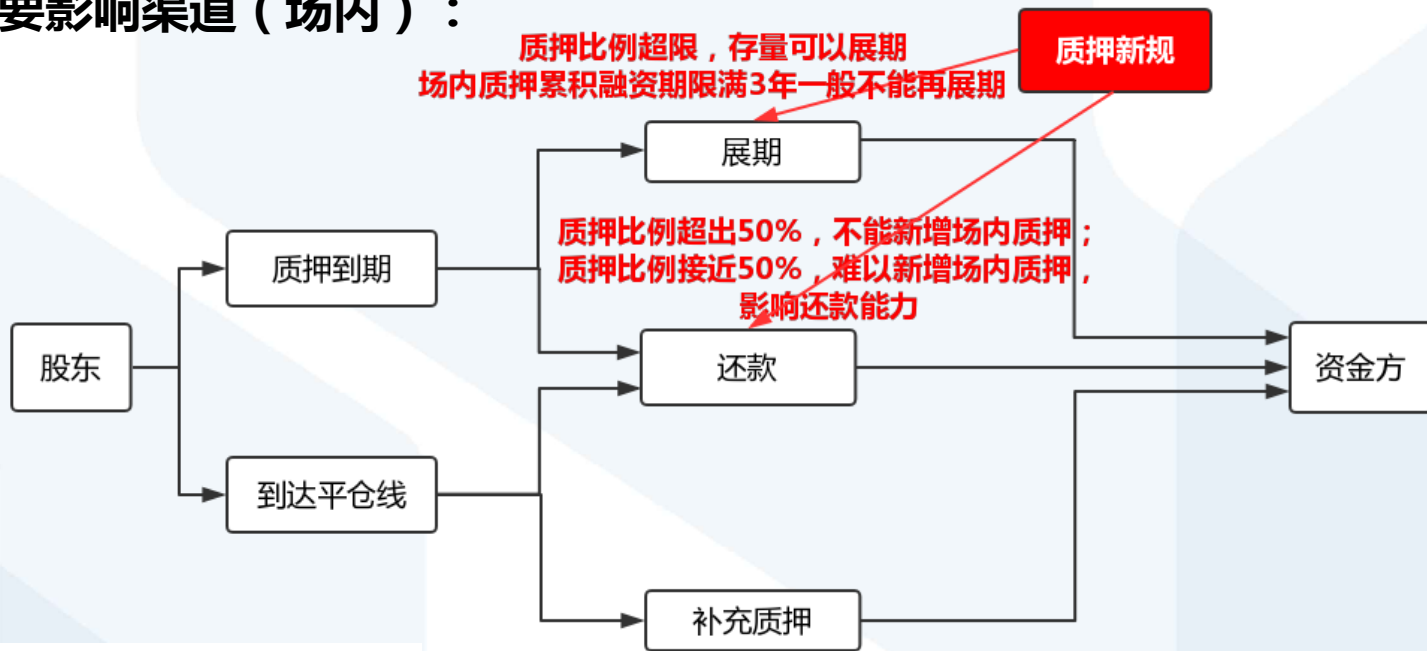 要影响渠道（场内）：
质押新规
质押比例超限，存量可以展期
场内质押累积融资期限满3年一般不能再展期
展期
质押比例超出50%，不能新增场内质押；
质押比例接近50%，难以新增场内质押，
影响还款能力
质押到期
股东
还款
资金方
到达平仓线
补充质押